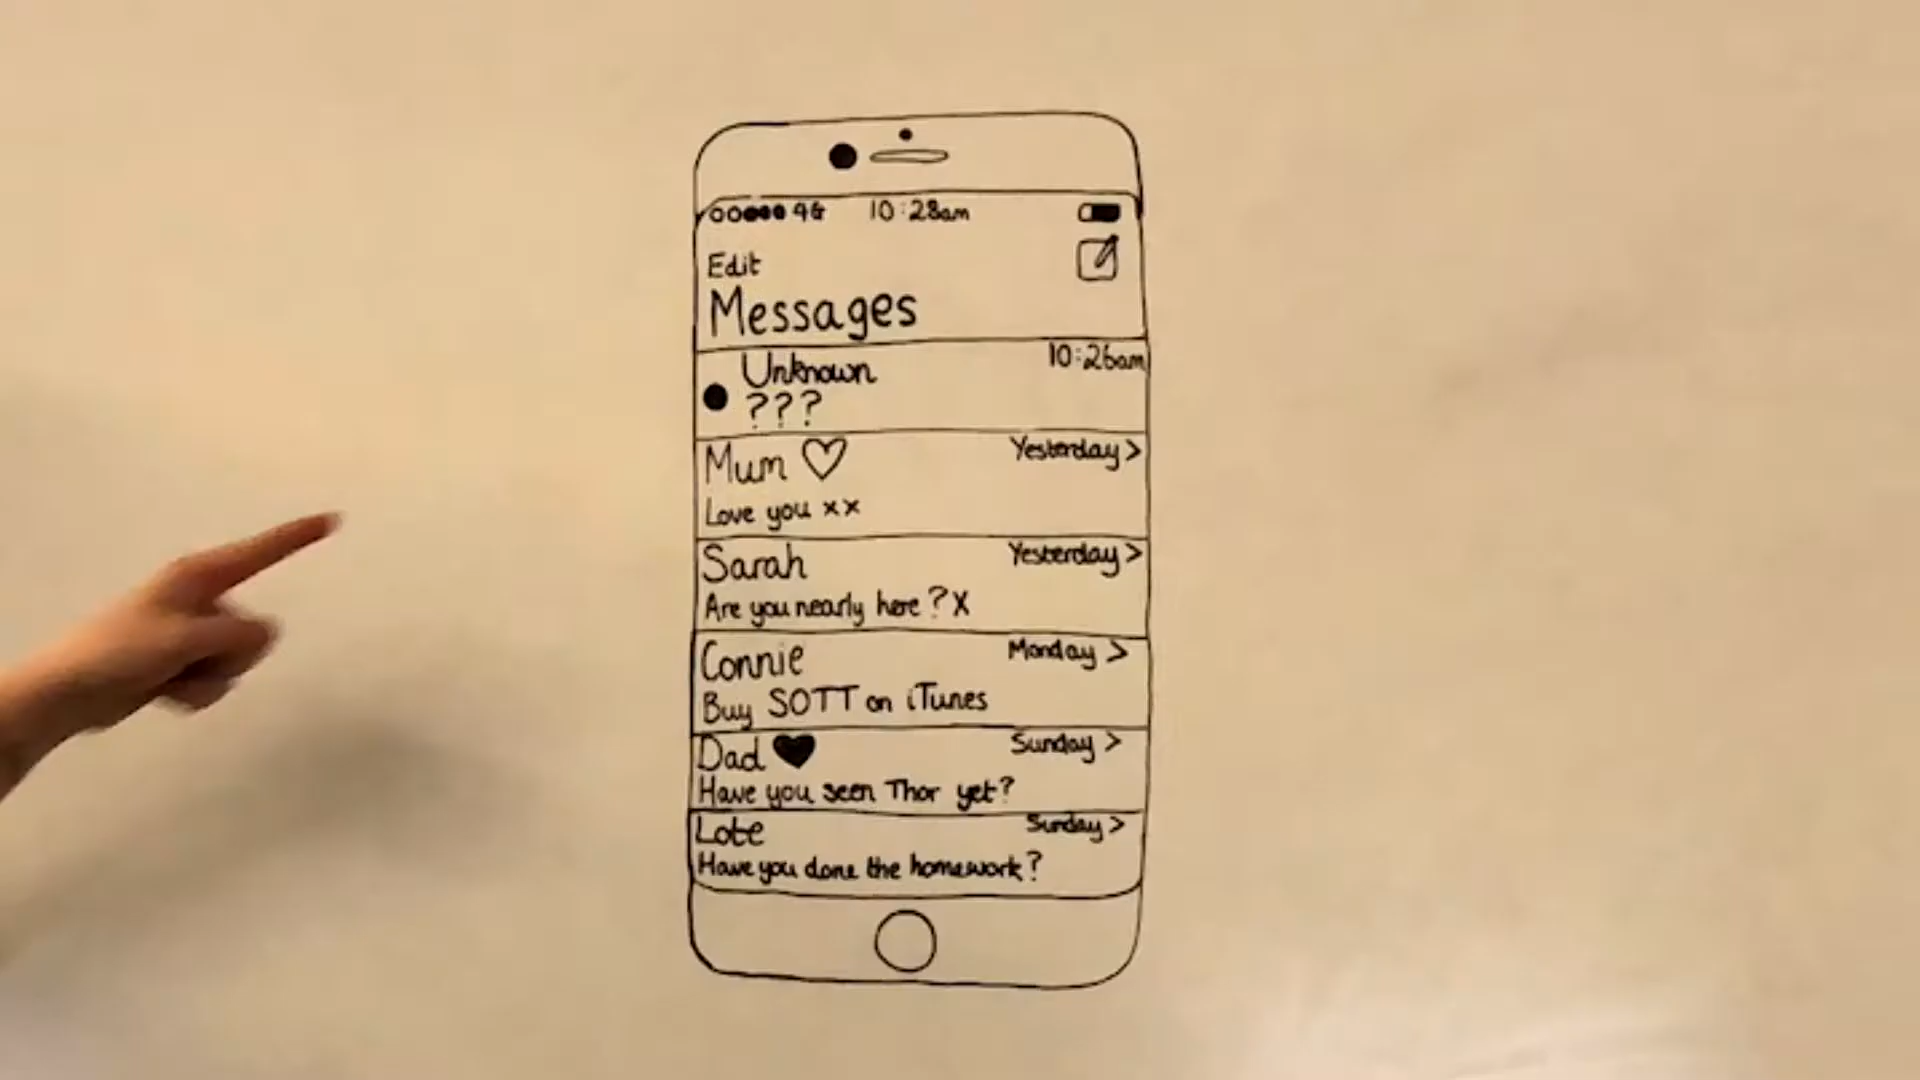 4G 10:28am
Edit
Messages
Unknown 10:26am
???
Mum Yesterday >
Love you xx
Sarah Yesterday >
Are you nearly here? X
Connie Monday >
Buy SOTT on iTunes
Dad Sunday >
Have you seen Thor yet?
Lote Sunday >
Have you done the homework?